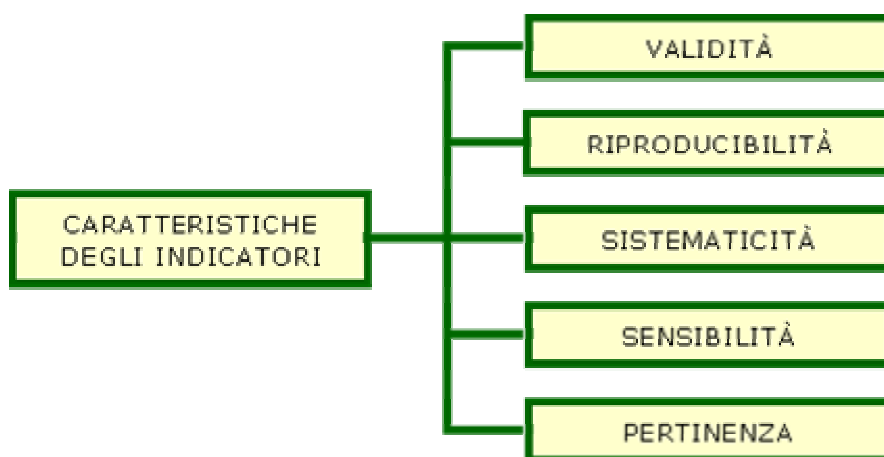 VALIDITÀ
RIPRODUCIBILITÀ
CARATTERISTICHE
DEGLI INDICATORI
SISTEMATICITÀ
SENSIBILITÀ
PERTINENZA